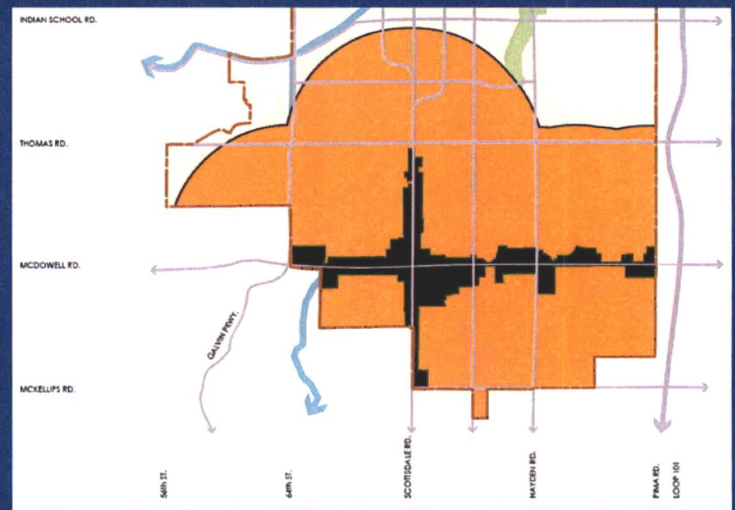 INDIAN SCHOOL RD.
THOMAS RD.
MCDOWELL RD.
GALVIN PKWY.
MCKELLIPS RD.
56th ST.
64th ST.
SCOTTSDALE RD.
HAYDEN RD.
PIMA RD.
LOOP 101